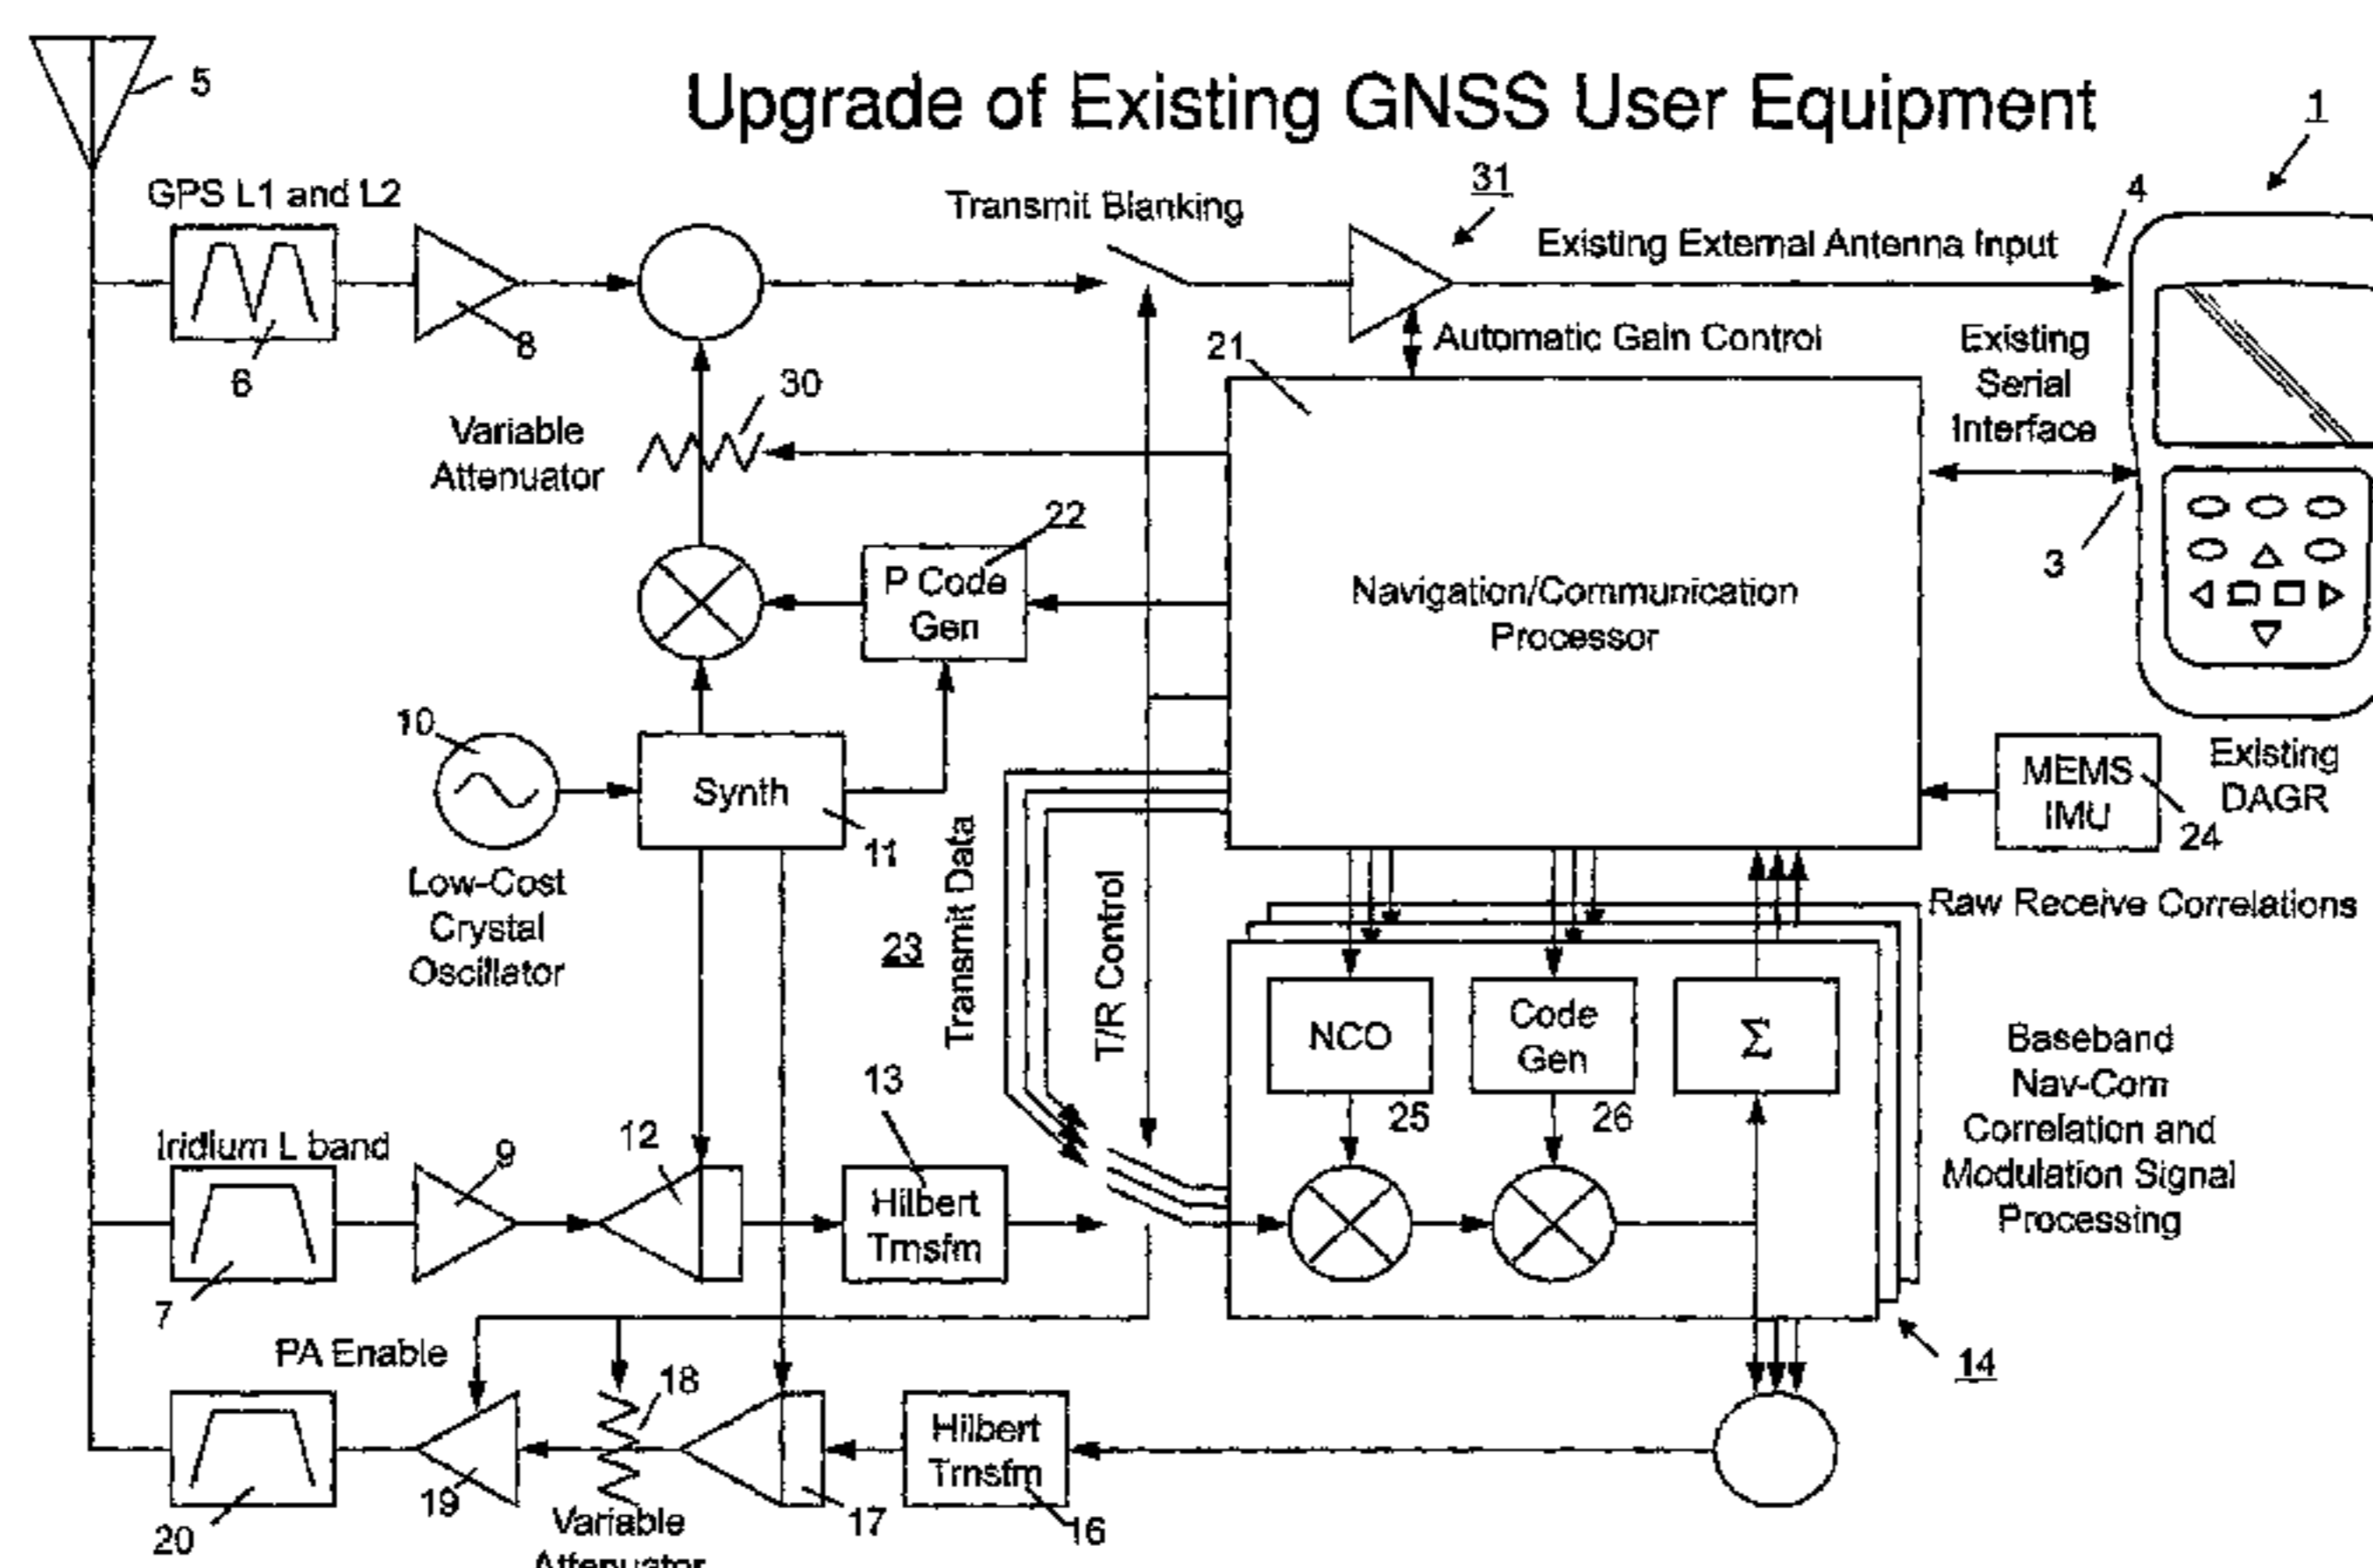 Upgrade of Existing GNSS User Equipment
1
5
GPS L1 and L2
Transmit Blanking
31
4
Existing External Antenna Input
6
8
21
Automatic Gain Control
Existing
Serial
Interface
30
Variable
Attenuator
22
P Code
Gen
3
Navigation/Communication
Processor
10
Synth
11
MEMS
IMU
24
Existing
DAGR
Low-Cost
Crystal
Oscillator
23
Transmit Data
T/R Control
Raw Receive Correlations
NCO
Code
Gen
Σ
25
26
Baseband
Nav-Com
Correlation and
Modulation Signal
Processing
13
12
Iridium L band
9
Hilbert
Trnsfm
7
PA Enable
18
14
Hilbert
Trnsfm
19
17
16
20
Variable
Attenuator